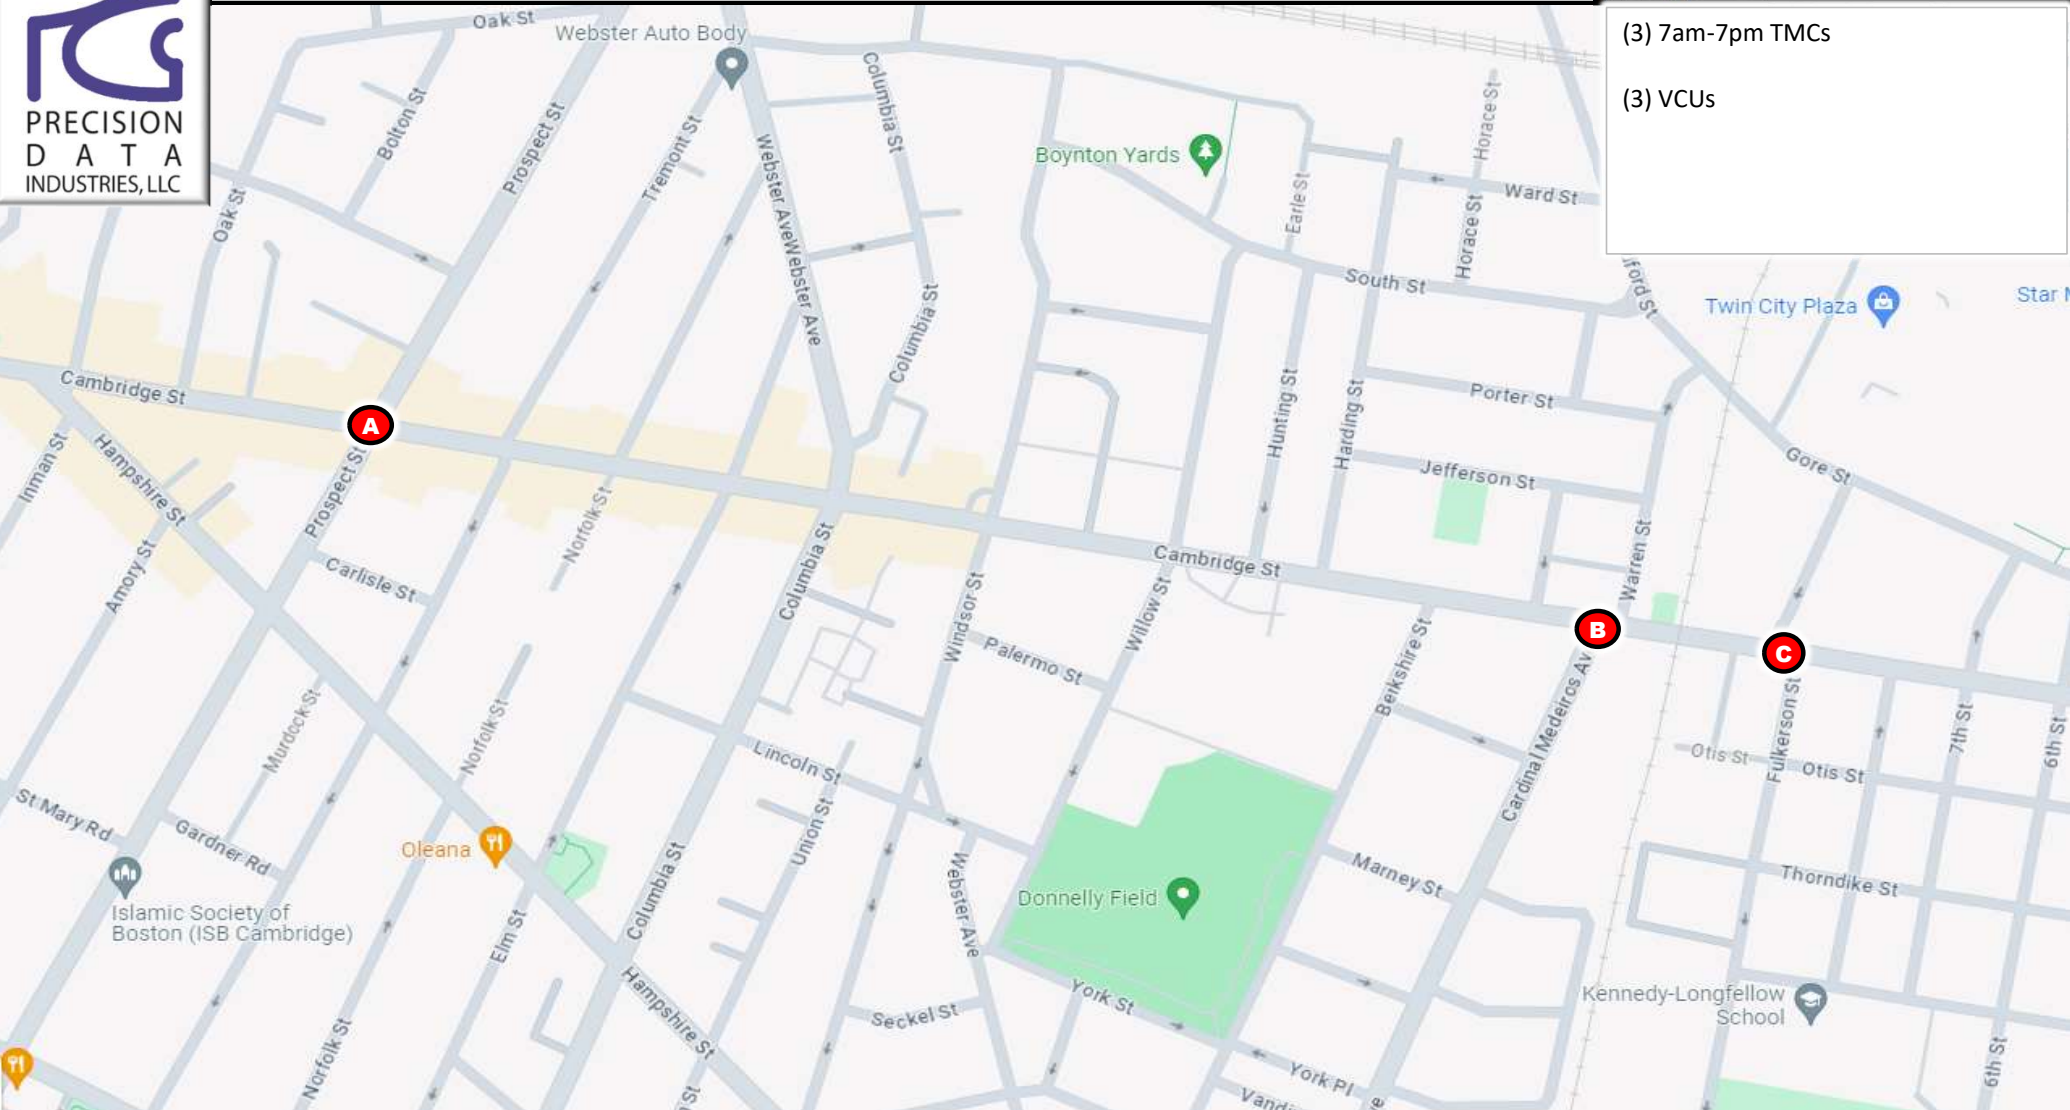 PRECISION
DATA
INDUSTRIES, LLC
(3) 7am-7pm TMCs
(3) VCUs
Oak St
Webster Auto Body
Bolton St
Prospect St
Tremont St
Columbia St
Webster Ave
Webster Ave
Boynton Yards
Earle St
Horace St
Horace St
Ward St
Oak St
South St
Twin City Plaza
Star
Columbia St
Cambridge St
Hunting St
Harding St
Porter St
A
Inman St
Hampshire St
Prospect St
Norfolk St
Jefferson St
Gore St
Amory St
Carlisle St
Columbia St
Windsor St
Willow St
Cambridge St
Warren St
Berkshire St
B
C
Palermo St
Cardinal Medeiros Av
Fulkerson St
7th St
6th St
Murdock St
Norfolk St
Lincoln St
Otis St
Otis St
St Mary Rd
Gardner Rd
Oleana
Union St
Columbia St
Webster Ave
Marney St
Thorndike St
Islamic Society of
Boston (ISB Cambridge)
Elm St
Donnelly Field
Hampshire St
Seckel St
York St
Kennedy-Longfellow
School
Norfolk St
York Pl
6th St